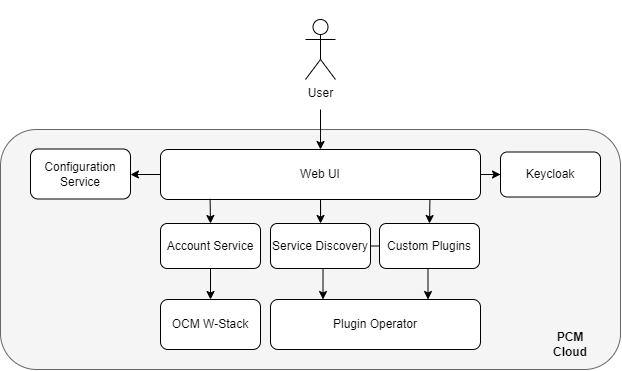 User
Configuration
Service
Web UI
Keycloak
Account Service
Service Discovery
Custom Plugins
OCM W-Stack
Plugin Operator
PCM
Cloud